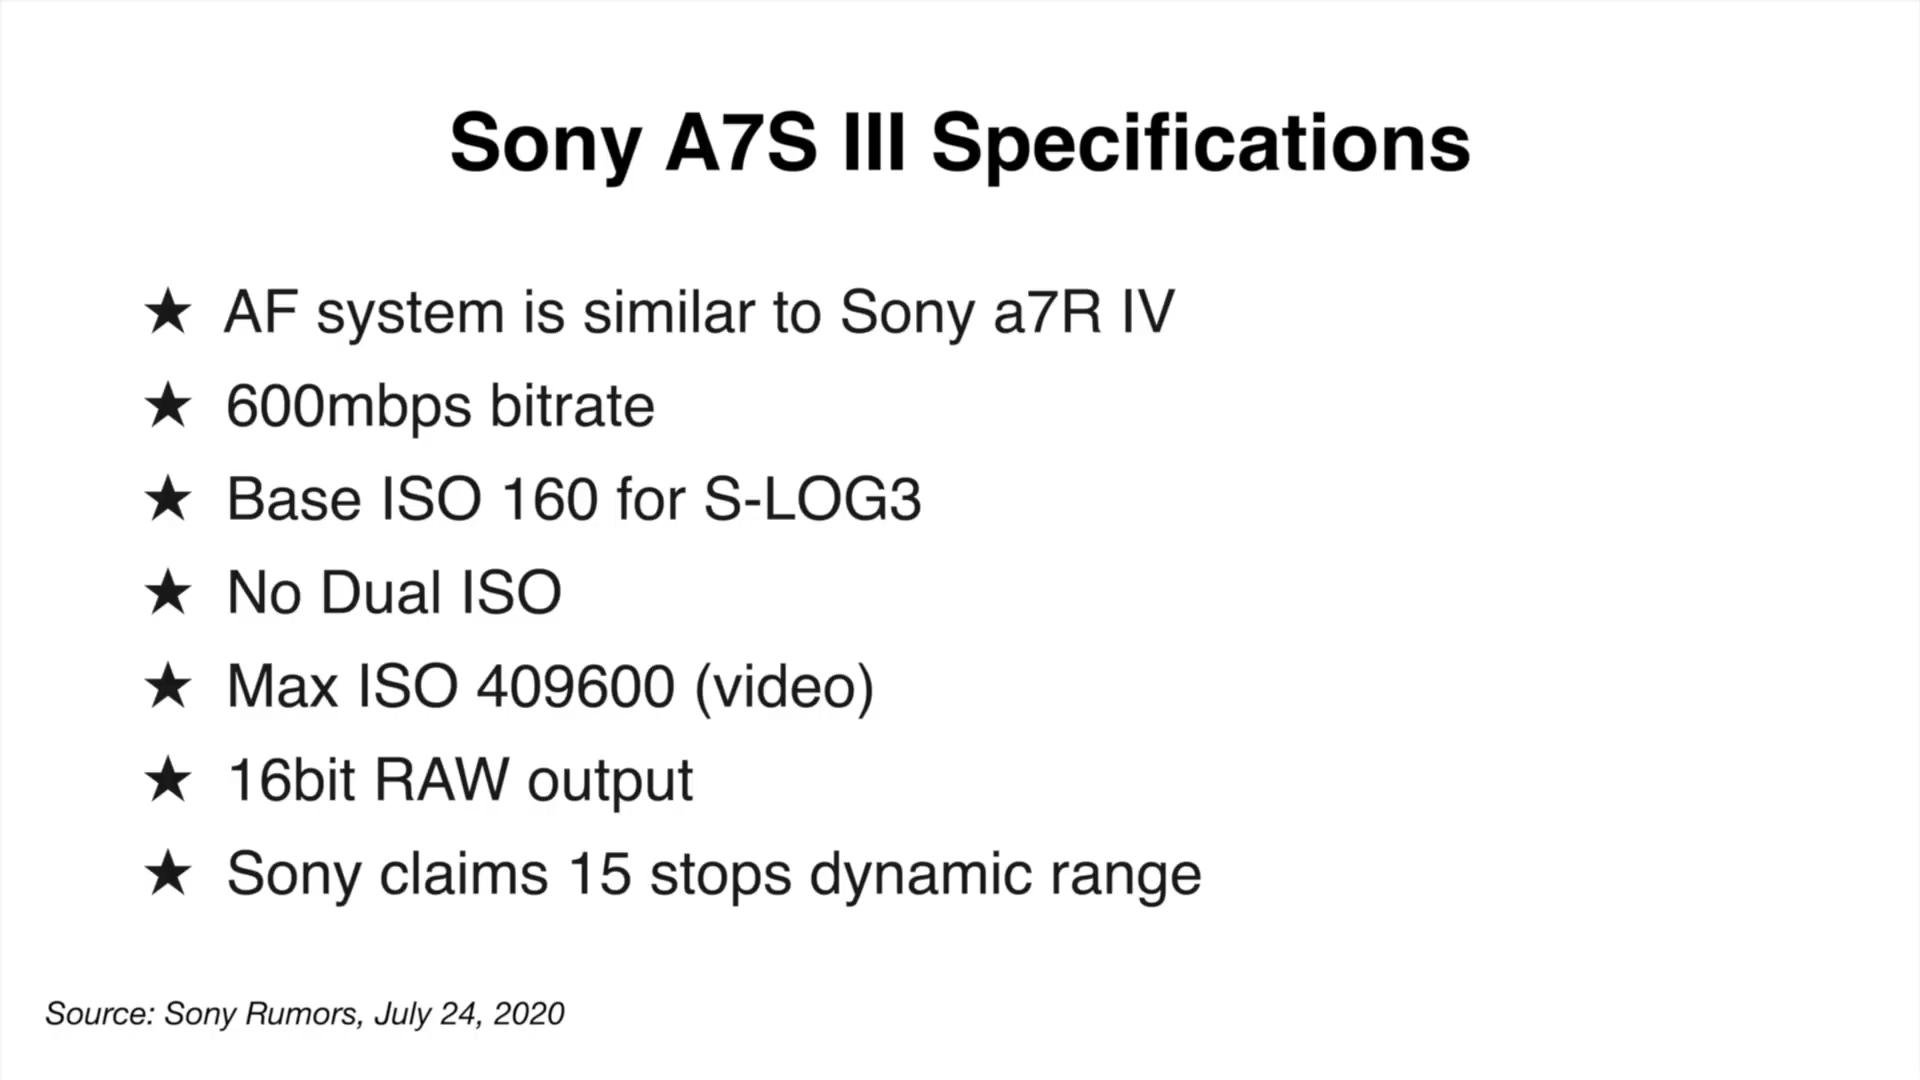 Sony A7S III Specifications
★ AF system is similar to Sony a7R IV
★ 600mbps bitrate
★ Base ISO 160 for S-LOG3
★ No Dual ISO
★ Max ISO 409600 (video)
★ 16bit RAW output
★ Sony claims 15 stops dynamic range
Source: Sony Rumors, July 24, 2020